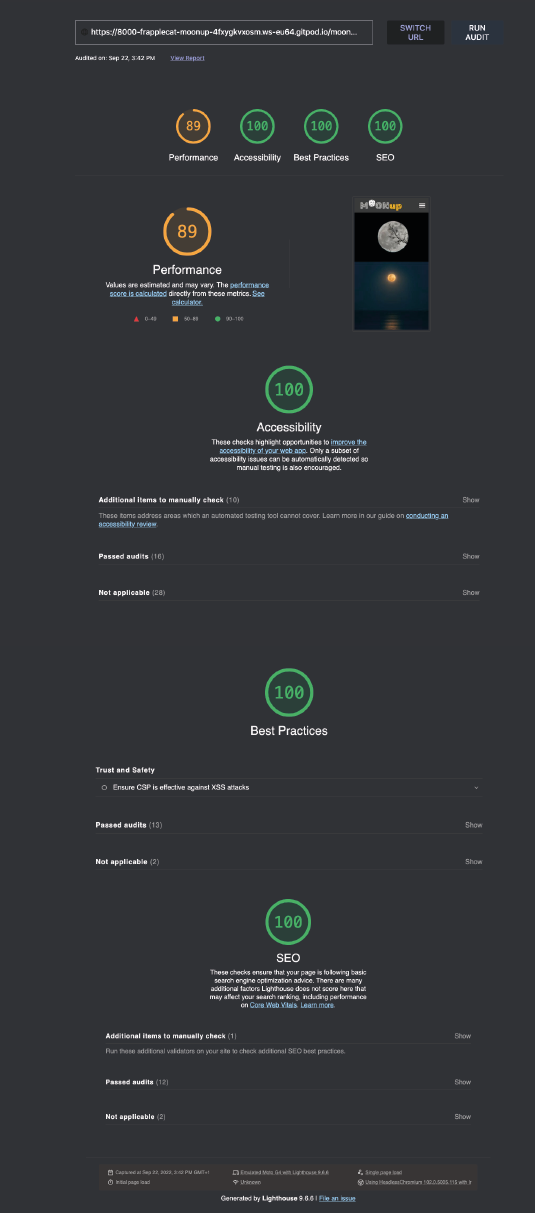 https://8000-frapplecat-moonup-4fxygkvxosm.ws-eu64.gitpod.io/moon...
SWITCH
URL
RUN
AUDIT
Audited on: Sep 22, 3:42 PM View Report
89 100 100 100
Performance Accessibility Best Practices SEO
89
MOONup
Performance
Values are estimated and may vary. The performance
score is calculated directly from these metrics. See
calculator.
0–49 50–89 90–100
100
Accessibility
These checks highlight opportunities to improve the
accessibility of your web app. Only a subset of
accessibility issues can be automatically detected so
manual testing is also encouraged.
Additional items to manually check (10) Show
These items address areas which an automated testing tool cannot cover. Learn more in our guide on conducting an
accessibility review.
Passed audits (16) Show
Not applicable (28) Show
100
Best Practices
Trust and Safety
Ensure CSP is effective against XSS attacks
Passed audits (13) Show
Not applicable (2) Show
100
SEO
These checks ensure that your page is following basic
search engine optimization advice. There are many
additional factors Lighthouse does not score here that
may affect your search ranking, including performance
on Core Web Vitals. Learn more.
Additional items to manually check (1) Show
Run these additional validators on your site to check additional SEO best practices.
Passed audits (12) Show
Not applicable (2) Show
Captured at Sep 22, 3:42 PM Emulated Moto G4 with Lighthouse 9.6.6 Single page load
Initial page load Unknown Using HeadlessChromium 102.0.5005.115 with lr
Generated by Lighthouse 9.6.6 | File an issue